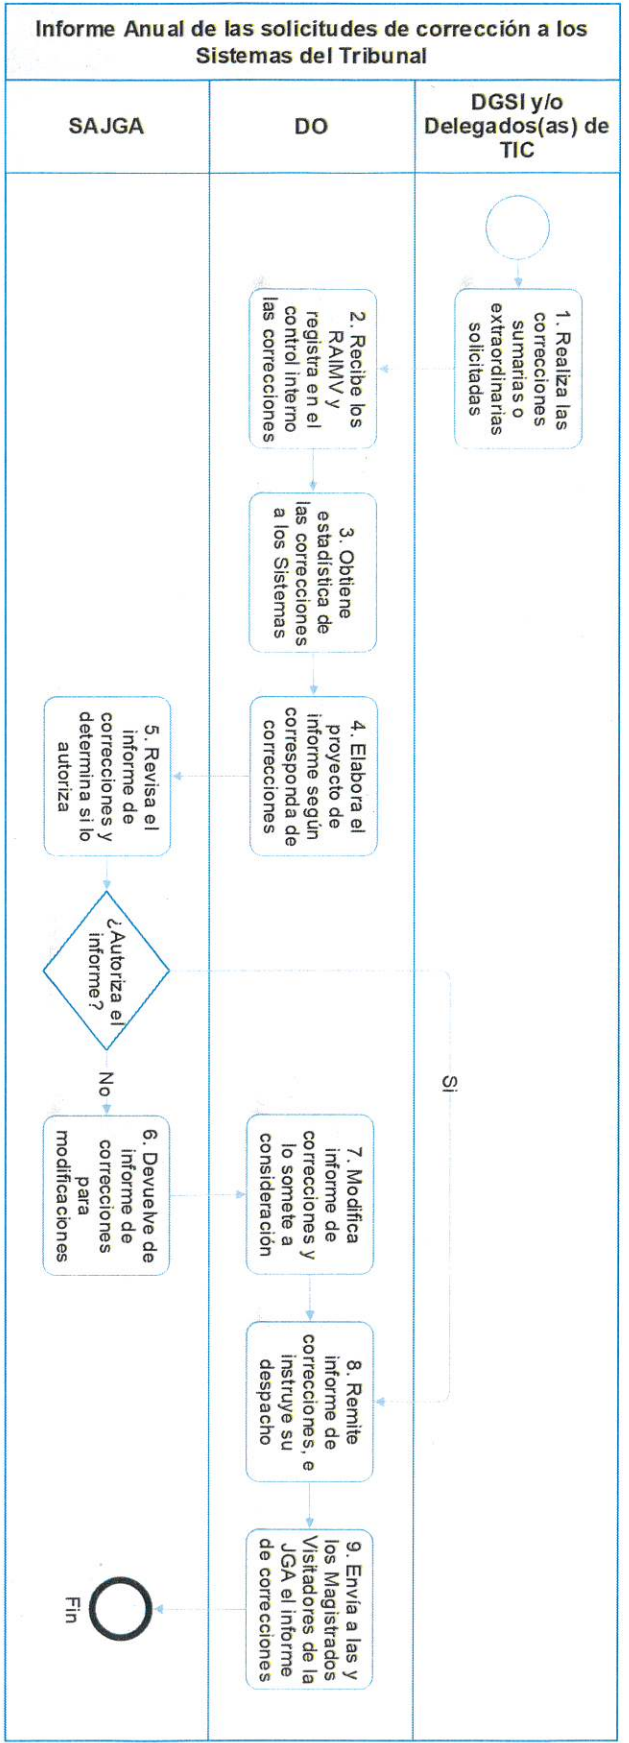 Informe Anual de las solicitudes de corrección a los
Sistemas del Tribunal
SAJGA
DO
DGSI y/o
Delegados(as) de
TIC
1. Realiza las
correcciones
sumarias o
extraordinarias
solicitadas
2. Recibe los
RAIMV y
registra en el
control interno
las correcciones
3. Obtiene
estadística de
las correcciones
a los Sistemas
4. Elabora el
proyecto de
informe según
corresponda de
correcciones
5. Revisa el
informe de
correcciones y
determina si lo
autoriza
¿Autoriza el
informe?
Si
No
6. Devuelve de
informe de
correcciones
para
modificaciones
7. Modifica
informe de
correcciones y
lo somete a
consideración
8. Remite
informe de
correcciones, e
instruye su
despacho
9. Envía a las y
los Magistrados
Visitadores de la
JGA el informe
de correcciones
Fin